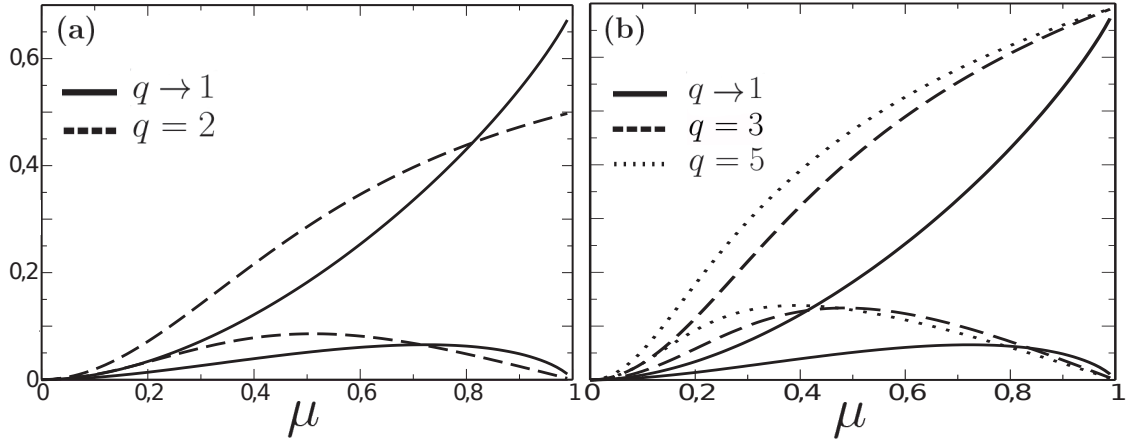 (a)
q → 1
q = 2
0,6
0,4
0,2
0
0 0,2 0,4 0,6 0,8 1
μ
(b)
q → 1
q = 3
q = 5
0 0,2 0,4 0,6 0,8 1
μ